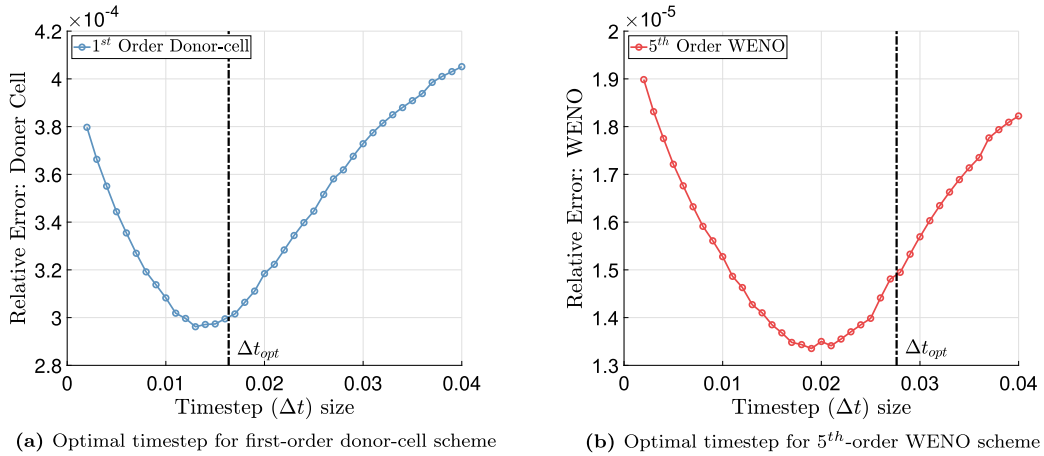 ×10⁻⁴
4.2
4
3.8
3.6
3.4
3.2
3
2.8
Relative Error: Doner Cell
1ˢᵗ Order Donor-cell
Δt_opt
0
0.01
0.02
0.03
0.04
Timestep (Δt) size
(a) Optimal timestep for first-order donor-cell scheme
×10⁻⁵
2
1.9
1.8
1.7
1.6
1.5
1.4
1.3
Relative Error: WENO
5ᵗʰ Order WENO
Δt_opt
0
0.01
0.02
0.03
0.04
Timestep (Δt) size
(b) Optimal timestep for 5ᵗʰ-order WENO scheme